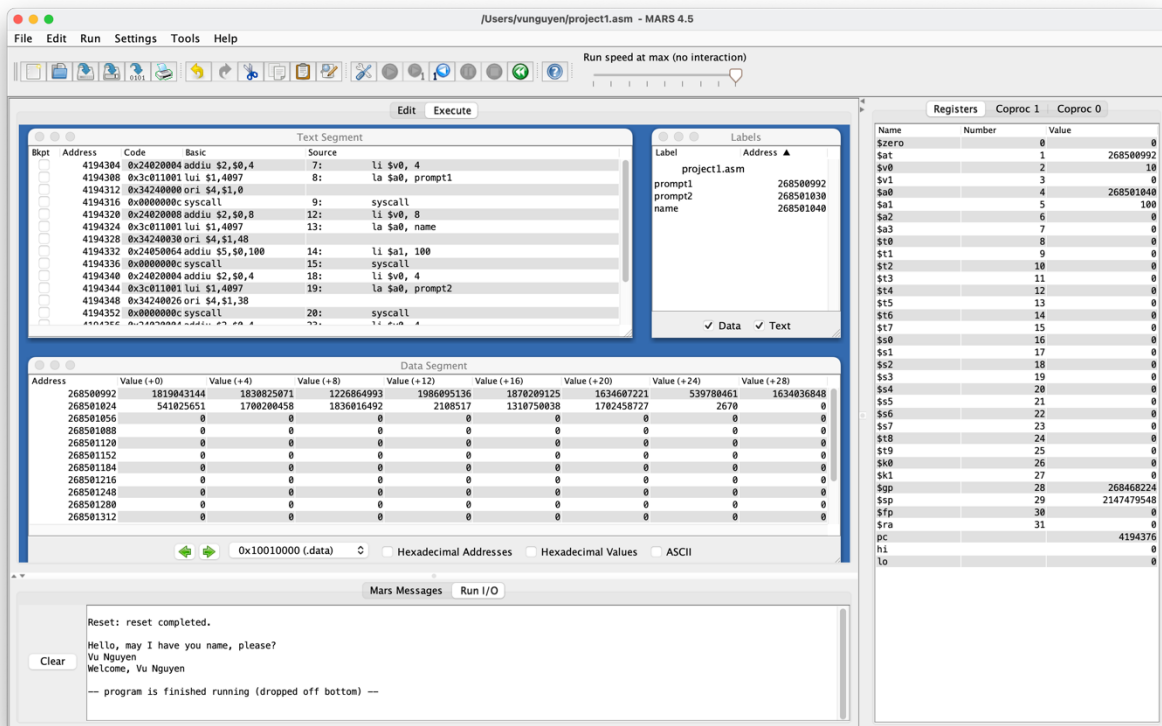 /Users/vunguyen/project1.asm - MARS 4.5
File Edit Run Settings Tools Help
Run speed at max (no interaction)
Edit Execute
Text Segment
Bkpt Address Code Basic Source
4194304 0x24020004 addiu $2,$0,4 7: li $v0, 4
4194308 0x3c011001 lui $1,4097 8: la $a0, prompt1
4194312 0x34240000 ori $4,$1,0
4194316 0x0000000c syscall 9: syscall
4194320 0x24020008 addiu $2,$0,8 12: li $v0, 8
4194324 0x3c011001 lui $1,4097 13: la $a0, name
4194328 0x34240030 ori $4,$1,48
4194332 0x24050064 addiu $5,$0,100 14: li $a1, 100
4194336 0x0000000c syscall 15: syscall
4194340 0x24020004 addiu $2,$0,4 18: li $v0, 4
4194344 0x3c011001 lui $1,4097 19: la $a0, prompt2
4194348 0x34240026 ori $4,$1,38
4194352 0x0000000c syscall 20: syscall
Labels
Label Address ▲
project1.asm
prompt1 268500992
prompt2 268501030
name 268501040
✓ Data ✓ Text
Data Segment
Address Value (+0) Value (+4) Value (+8) Value (+12) Value (+16) Value (+20) Value (+24) Value (+28)
268500992 1819043144 1830825071 1226864993 1986095136 1870209125 1634607221 539780461 1634036848
268501024 541025651 1700200458 1836016492 2108517 1310750038 1702458727 2670 0
268501056 0 0 0 0 0 0 0 0
268501088 0 0 0 0 0 0 0 0
268501120 0 0 0 0 0 0 0 0
268501152 0 0 0 0 0 0 0 0
268501184 0 0 0 0 0 0 0 0
268501216 0 0 0 0 0 0 0 0
268501248 0 0 0 0 0 0 0 0
268501280 0 0 0 0 0 0 0 0
268501312 0 0 0 0 0 0 0 0
0x10010000 (.data) Hexadecimal Addresses Hexadecimal Values ASCII
Mars Messages Run I/O
Clear
Reset: reset completed.
Hello, may I have you name, please?
Vu Nguyen
Welcome, Vu Nguyen
-- program is finished running (dropped off bottom) --
Registers Coproc 1 Coproc 0
Name Number Value
$zero 0 0
$at 1 268500992
$v0 2 10
$v1 3 0
$a0 4 268501040
$a1 5 100
$a2 6 0
$a3 7 0
$t0 8 0
$t1 9 0
$t2 10 0
$t3 11 0
$t4 12 0
$t5 13 0
$t6 14 0
$t7 15 0
$s0 16 0
$s1 17 0
$s2 18 0
$s3 19 0
$s4 20 0
$s5 21 0
$s6 22 0
$s7 23 0
$t8 24 0
$t9 25 0
$k0 26 0
$k1 27 0
$gp 28 268468224
$sp 29 2147479548
$fp 30 0
$ra 31 0
pc 4194376
hi 0
lo 0